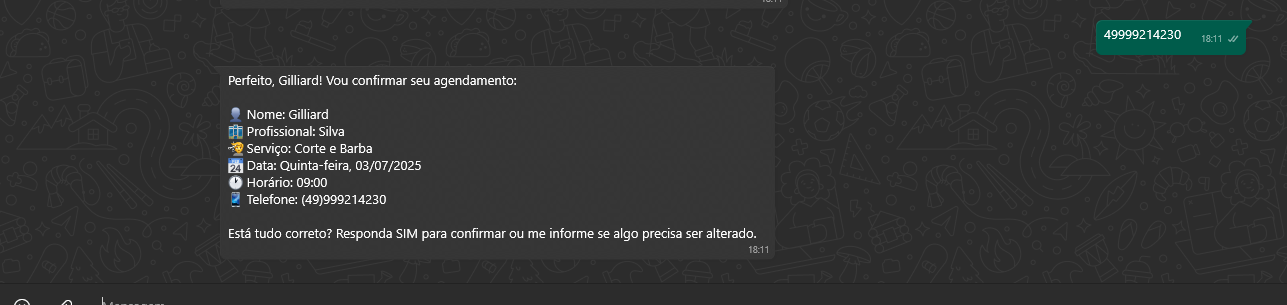 18:11
49999214230 18:11
Perfeito, Gilliard! Vou confirmar seu agendamento:
Nome: Gilliard
Profissional: Silva
Serviço: Corte e Barba
24 Data: Quinta-feira, 03/07/2025
Horário: 09:00
Telefone: (49)999214230
Está tudo correto? Responda SIM para confirmar ou me informe se algo precisa ser alterado.
18:11
Mensagem